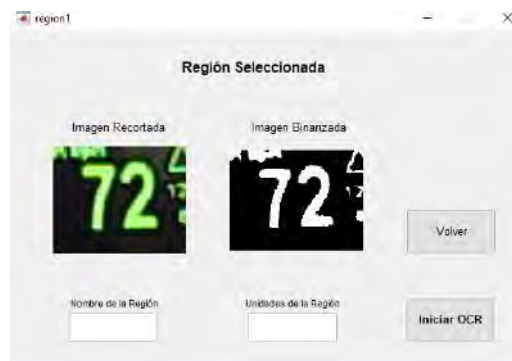 region1
Región Seleccionada
Imagen Recortada
Imagen Binarizada
72
72
Volver
Nombre de la Región
Unidades de la Región
Iniciar OCR